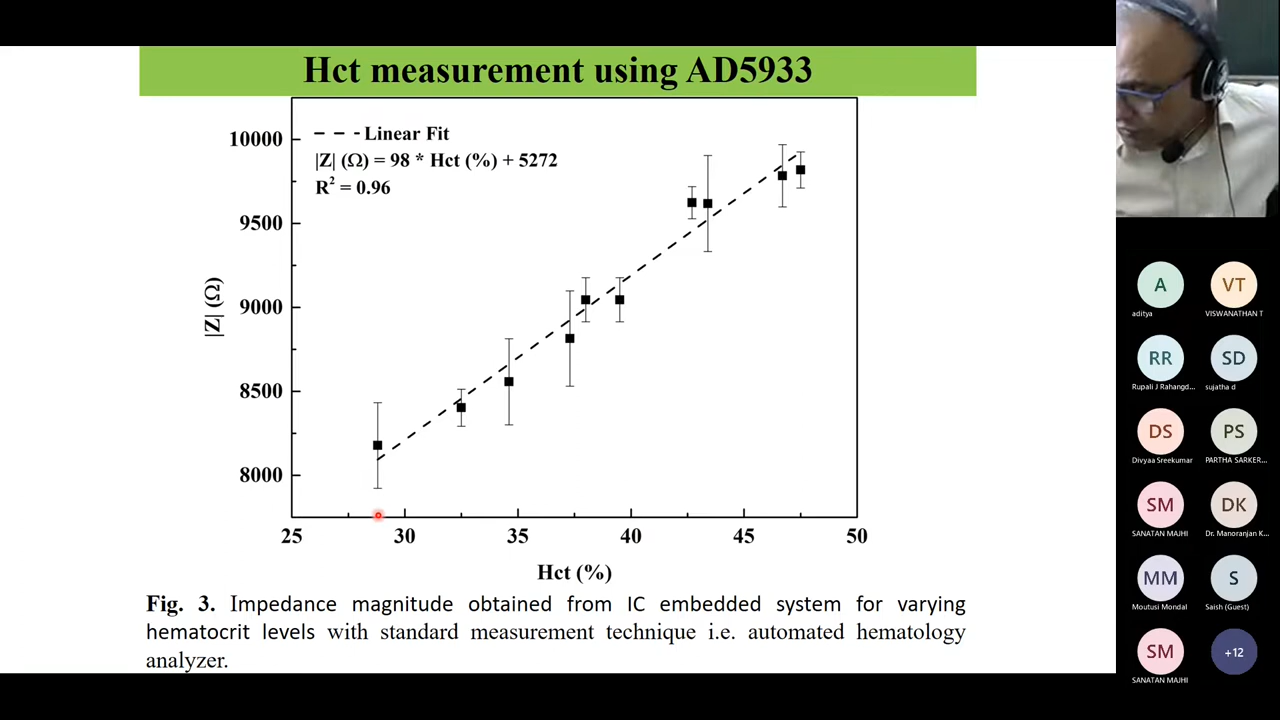 Hct measurement using AD5933
Linear Fit
|Z| (Ω) = 98 * Hct (%) + 5272
R² = 0.96
10000
9500
9000
8500
8000
|Z| (Ω)
25 30 35 40 45 50
Hct (%)
Fig. 3. Impedance magnitude obtained from IC embedded system for varying
hematocrit levels with standard measurement technique i.e. automated hematology
analyzer.
A VT
aditya VISWANATHAN T
RR SD
Rupali J Rahangd... sujatha d
DS PS
Divyaa Sreekumar PARTHA SARKER...
SM DK
SANATAN MAJHI Dr. Manoranjan K...
MM S
Moutusi Mondal Saish (Guest)
SM +12
SANATAN MAJHI